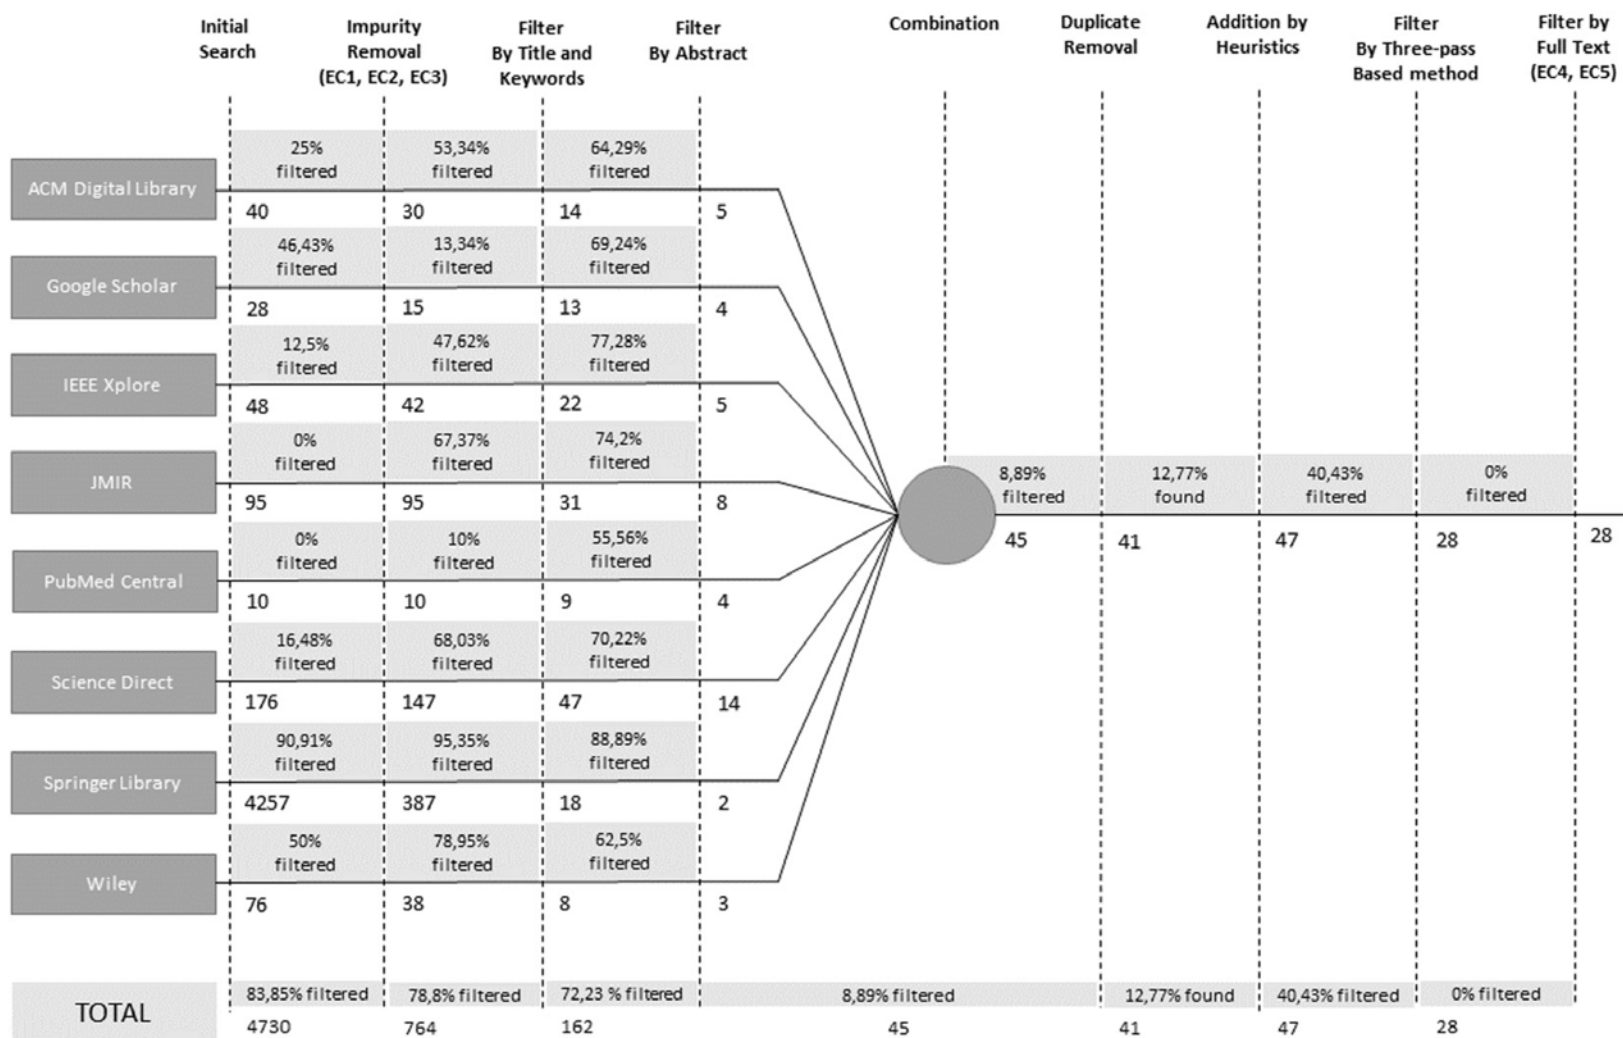 Initial
Search
Impurity
Removal
(EC1, EC2, EC3)
Filter
By Title and
Keywords
Filter
By Abstract
Combination
Duplicate
Removal
Addition by
Heuristics
Filter
By Three-pass
Based method
Filter by
Full Text
(EC4, EC5)
ACM Digital Library
25%
filtered
53,34%
filtered
64,29%
filtered
40
30
14
5
Google Scholar
46,43%
filtered
13,34%
filtered
69,24%
filtered
28
15
13
4
IEEE Xplore
12,5%
filtered
47,62%
filtered
77,28%
filtered
48
42
22
5
JMIR
0%
filtered
67,37%
filtered
74,2%
filtered
95
95
31
8
PubMed Central
0%
filtered
10%
filtered
55,56%
filtered
10
10
9
4
Science Direct
16,48%
filtered
68,03%
filtered
70,22%
filtered
176
147
47
14
Springer Library
90,91%
filtered
95,35%
filtered
88,89%
filtered
4257
387
18
2
Wiley
50%
filtered
78,95%
filtered
62,5%
filtered
76
38
8
3
8,89%
filtered
12,77%
found
40,43%
filtered
0%
filtered
45
41
47
28
28
TOTAL
83,85% filtered
78,8% filtered
72,23 % filtered
8,89% filtered
12,77% found
40,43% filtered
0% filtered
4730
764
162
45
41
47
28